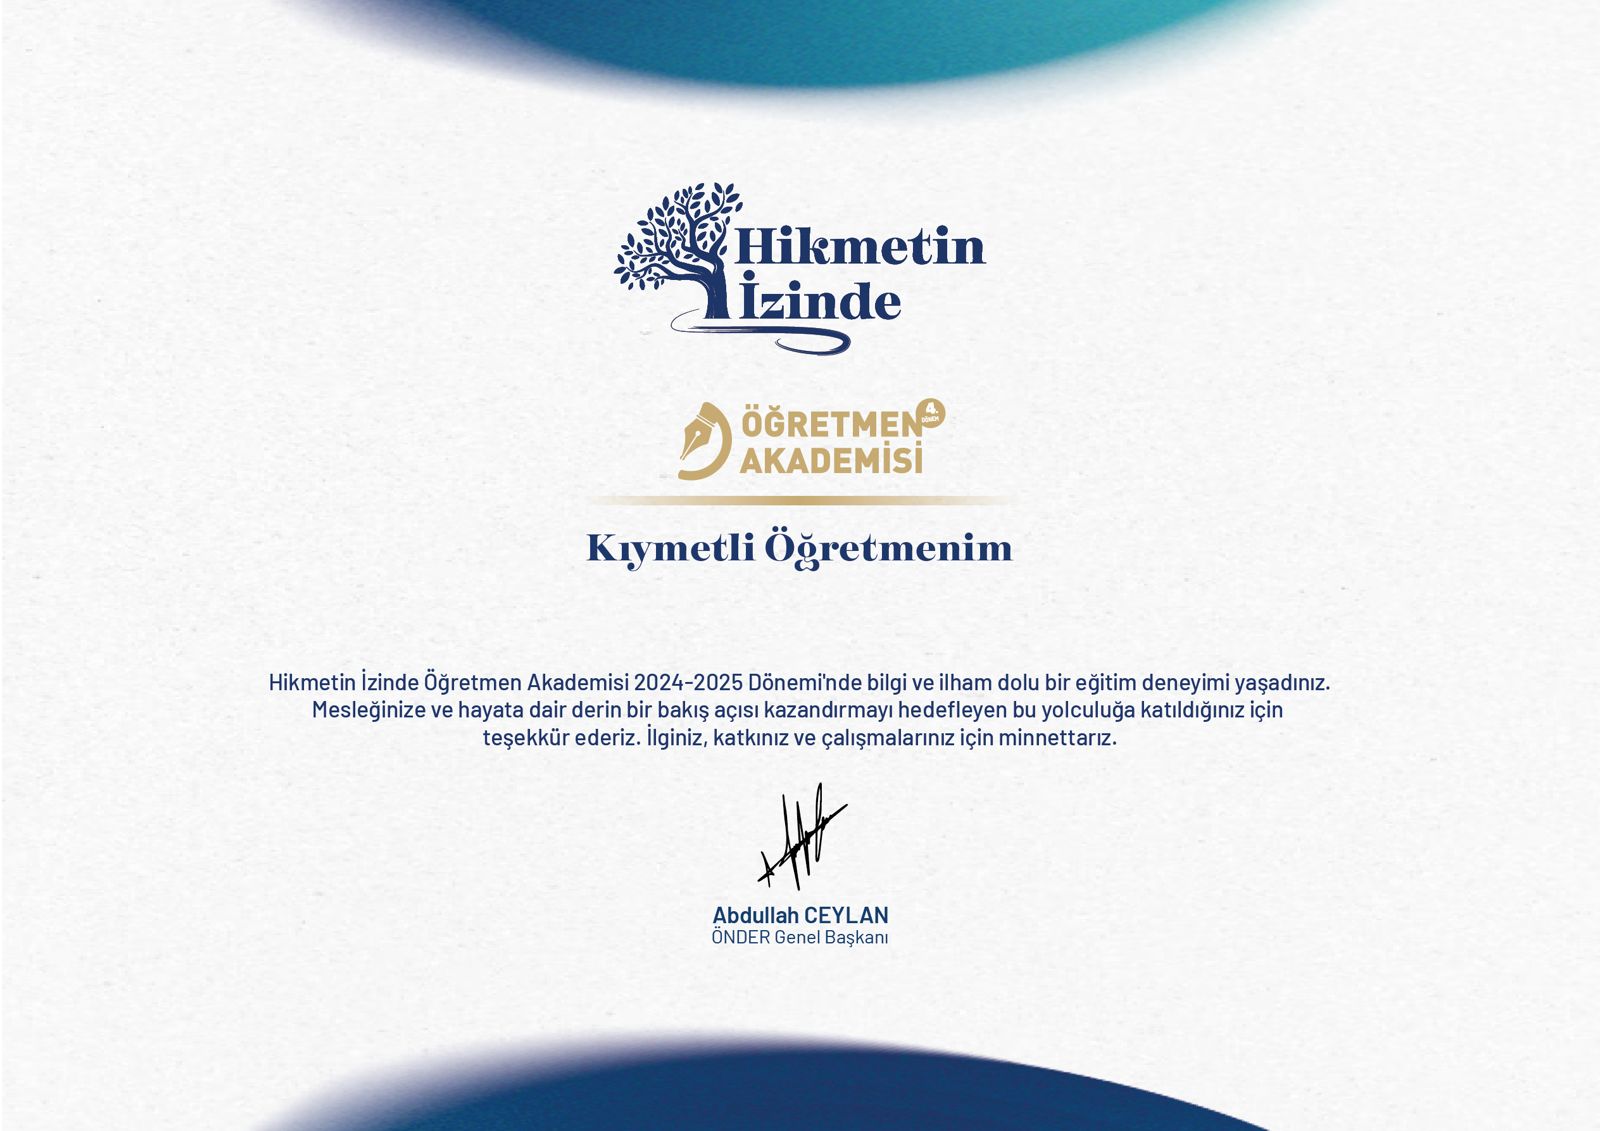 Hikmetin
İzinde
ÖĞRETMEN
4.
DÖNEM
AKADEMİSİ
Kıymetli Öğretmenim
Hikmetin İzinde Öğretmen Akademisi 2024-2025 Dönemi'nde bilgi ve ilham dolu bir eğitim deneyimi yaşadınız.
Mesleğinize ve hayata dair derin bir bakış açısı kazandırmayı hedefleyen bu yolculuğa katıldığınız için
teşekkür ederiz. İlginiz, katkınız ve çalışmalarınız için minnettarız.
Abdullah CEYLAN
ÖNDER Genel Başkanı